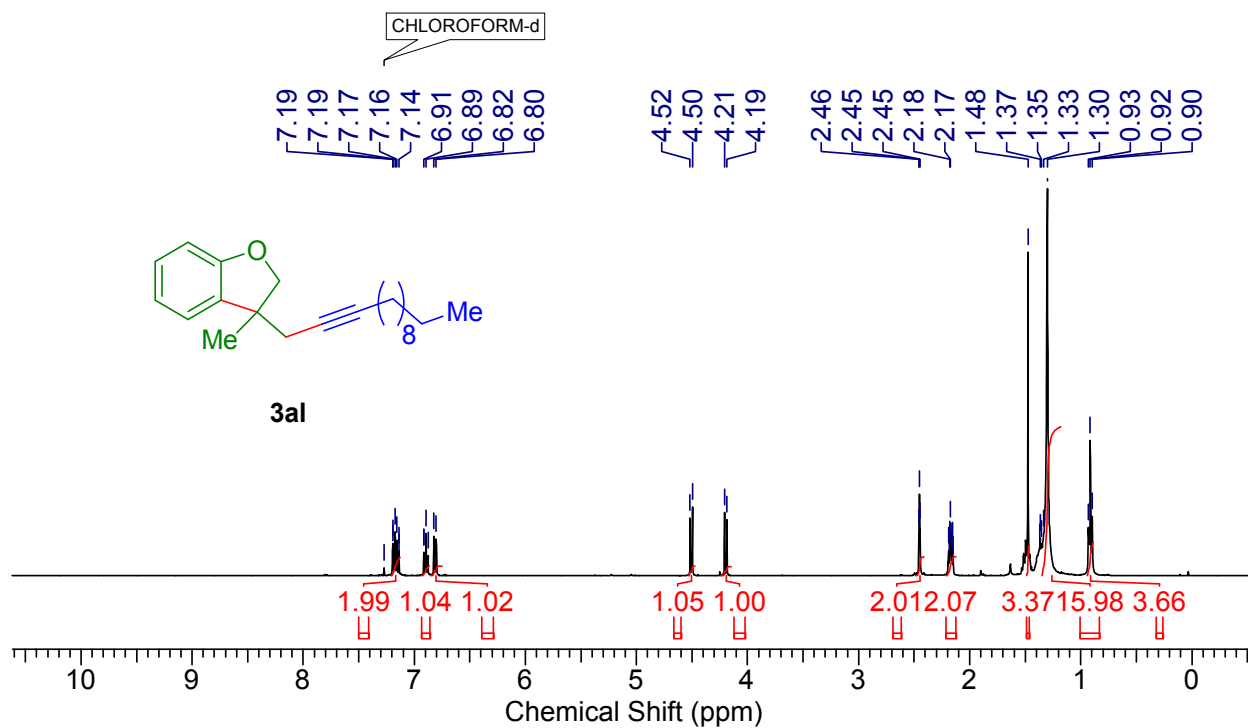 CHLOROFORM-d
7.19 7.19 7.17 7.16 7.14 6.91 6.89 6.82 6.80 4.52 4.50 4.21 4.19 2.46 2.45 2.45 2.18 2.17 1.48 1.37 1.35 1.33 1.30 0.93 0.92 0.90
O
Me
8
Me
3al
1.99 1.04 1.02 1.05 1.00 2.01 2.07 3.37 15.98 3.66
10 9 8 7 6 5 4 3 2 1 0
Chemical Shift (ppm)